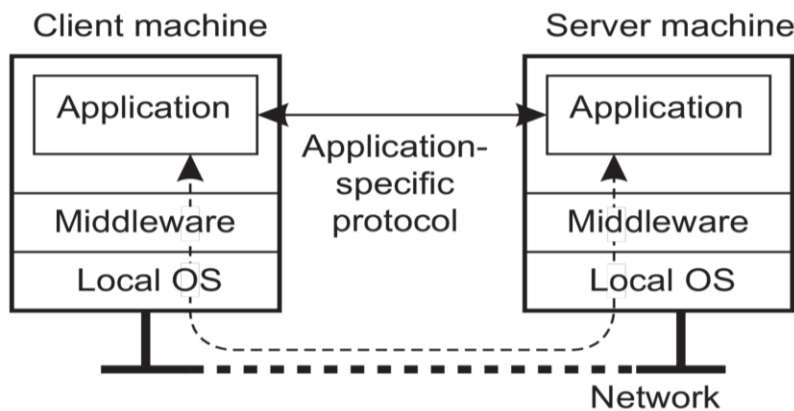 Client machine
Server machine
Application
Application
Application-
specific
protocol
Middleware
Middleware
Local OS
Local OS
Network